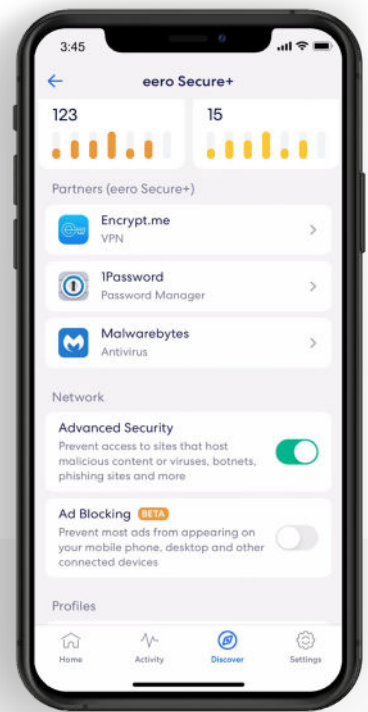 3:45
eero Secure+
123
15
Partners (eero Secure+)
Encrypt.me
VPN
1Password
Password Manager
Malwarebytes
Antivirus
Network
Advanced Security
Prevent access to sites that host
malicious content or viruses, botnets,
phishing sites and more
Ad Blocking BETA
Prevent most ads from appearing on
your mobile phone, desktop and other
connected devices
Profiles
Home
Activity
Discover
Settings